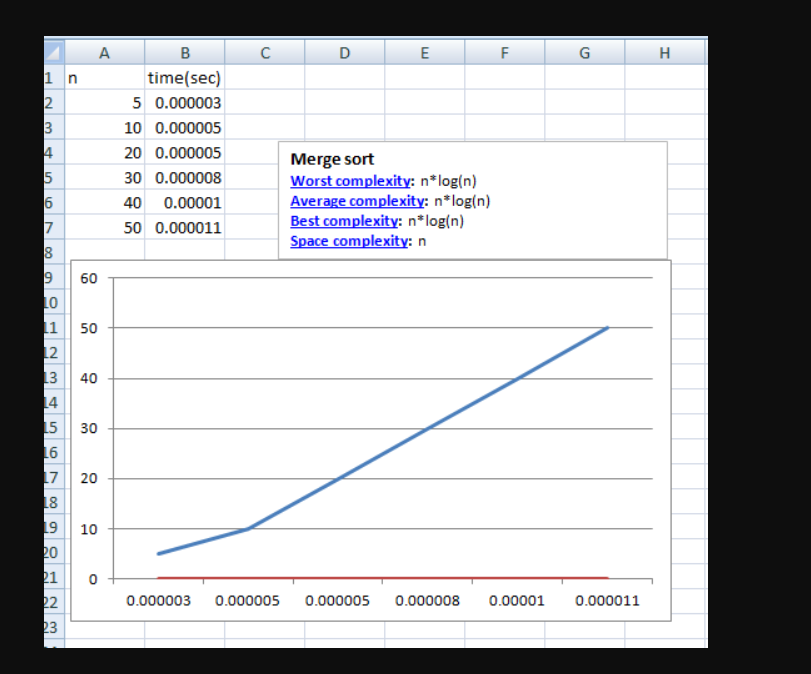 A B C D E F G H
1 n time(sec)
2 5 0.000003
3 10 0.000005
4 20 0.000005
5 30 0.000008
6 40 0.00001
7 50 0.000011
Merge sort
Worst complexity: n*log(n)
Average complexity: n*log(n)
Best complexity: n*log(n)
Space complexity: n
8
9
10
11
12
13
14
15
16
17
18
19
20
21
22
23
60
50
40
30
20
10
0
0.000003 0.000005 0.000005 0.000008 0.00001 0.000011